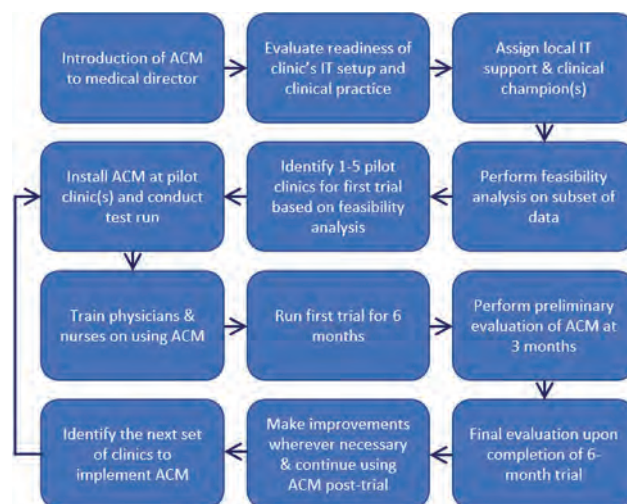 Introduction of ACM
to medical director
Evaluate readiness of
clinic's IT setup and
clinical practice
Assign local IT
support & clinical
champion(s)
Install ACM at pilot
clinic(s) and conduct
test run
Identify 1-5 pilot
clinics for first trial
based on feasibility
analysis
Perform feasibility
analysis on subset of
data
Train physicians &
nurses on using ACM
Run first trial for 6
months
Perform preliminary
evaluation of ACM at
3 months
Identify the next set
of clinics to
implement ACM
Make improvements
wherever necessary
& continue using
ACM post-trial
Final evaluation upon
completion of 6-
month trial